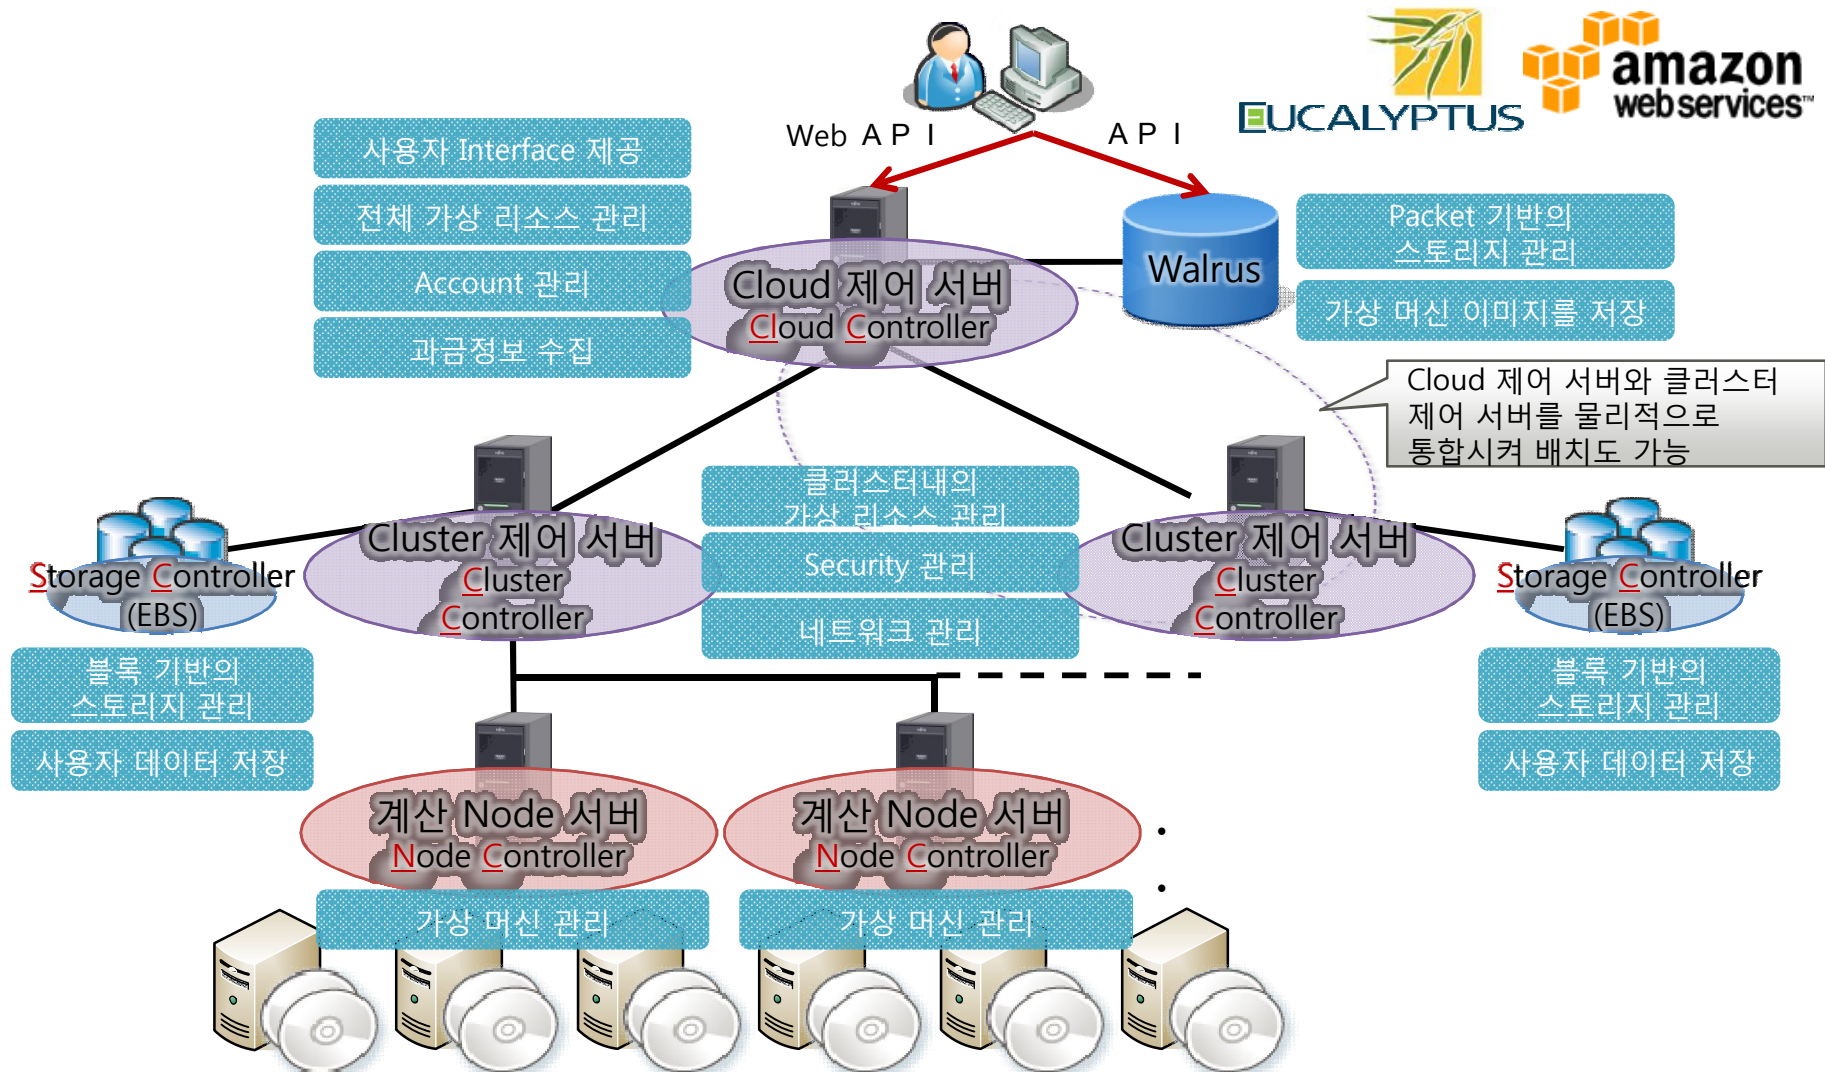 EUCALYPTUS
amazon
web services™
Web API
API
사용자 Interface 제공
전체 가상 리소스 관리
Account 관리
과금정보 수집
Cloud 제어 서버
Cloud Controller
Walrus
Packet 기반의
스토리지 관리
가상 머신 이미지를 저장
Cloud 제어 서버와 클러스터
제어 서버를 물리적으로
통합시켜 배치도 가능
Storage Controller
(EBS)
블록 기반의
스토리지 관리
사용자 데이터 저장
Cluster 제어 서버
Cluster
Controller
클러스터내의
가상 리소스 관리
Security 관리
네트워크 관리
Cluster 제어 서버
Cluster
Controller
Storage Controller
(EBS)
블록 기반의
스토리지 관리
사용자 데이터 저장
계산 Node 서버
Node Controller
가상 머신 관리
계산 Node 서버
Node Controller
가상 머신 관리